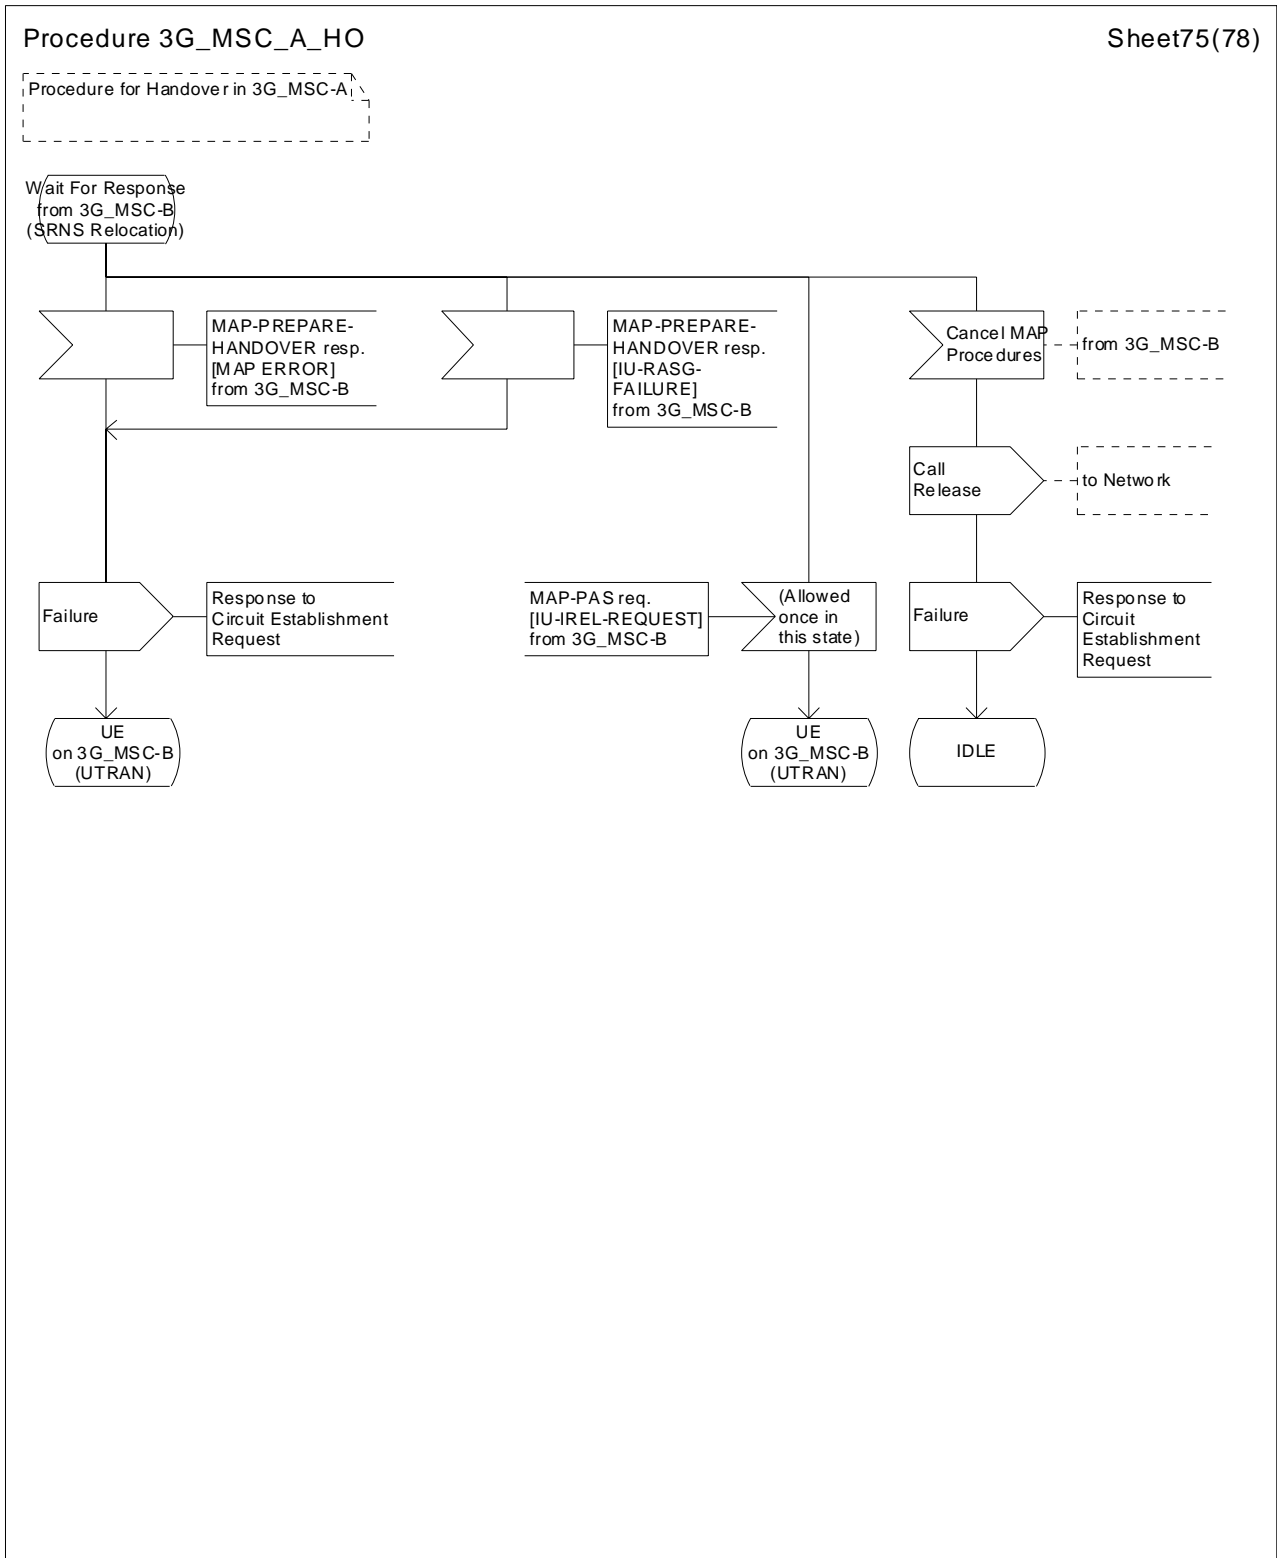 Procedure 3G_MSC_A_HO
Sheet75(78)
Procedure for Handover in 3G_MSC-A
Wait For Response
from 3G_MSC-B
(SRNS Relocation)
MAP-PREPARE-
HANDOVER resp.
[MAP ERROR]
from 3G_MSC-B
MAP-PREPARE-
HANDOVER resp.
[IU-RASG-
FAILURE]
from 3G_MSC-B
Cancel MAP
Procedures
from 3G_MSC-B
Call
Release
to Network
Failure
Response to
Circuit Establishment
Request
MAP-PAS req.
[IU-IREL-REQUEST]
from 3G_MSC-B
(Allowed
once in
this state)
Failure
Response to
Circuit
Establishment
Request
UE
on 3G_MSC-B
(UTRAN)
UE
on 3G_MSC-B
(UTRAN)
IDLE